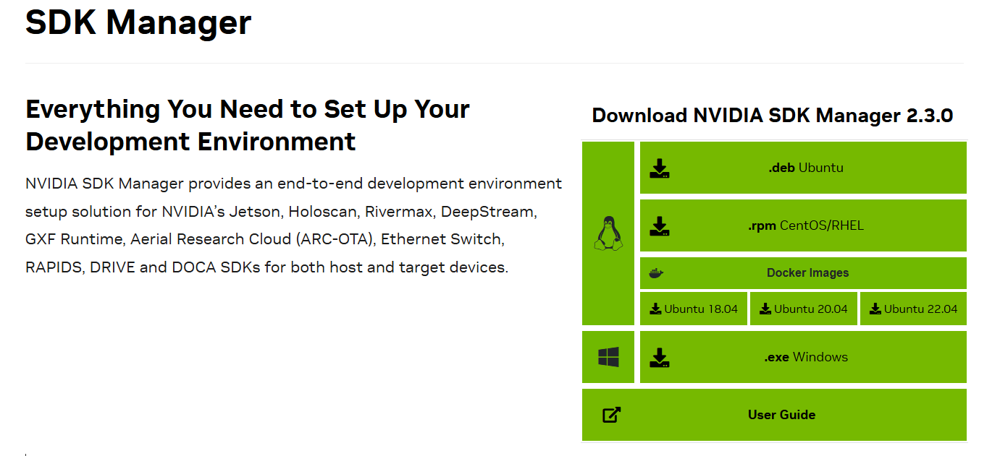 SDK Manager
Everything You Need to Set Up Your
Development Environment
NVIDIA SDK Manager provides an end-to-end development environment
setup solution for NVIDIA’s Jetson, Holoscan, Rivermax, DeepStream,
GXF Runtime, Aerial Research Cloud (ARC-OTA), Ethernet Switch,
RAPIDS, DRIVE and DOCA SDKs for both host and target devices.
Download NVIDIA SDK Manager 2.3.0
.deb Ubuntu
.rpm CentOS/RHEL
Docker Images
Ubuntu 18.04 Ubuntu 20.04 Ubuntu 22.04
.exe Windows
User Guide